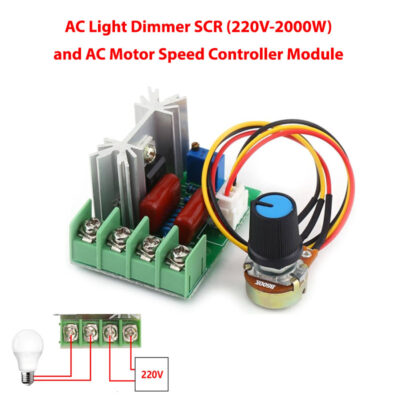 AC Light Dimmer SCR (220V-2000W)
and AC Motor Speed Controller Module
220V